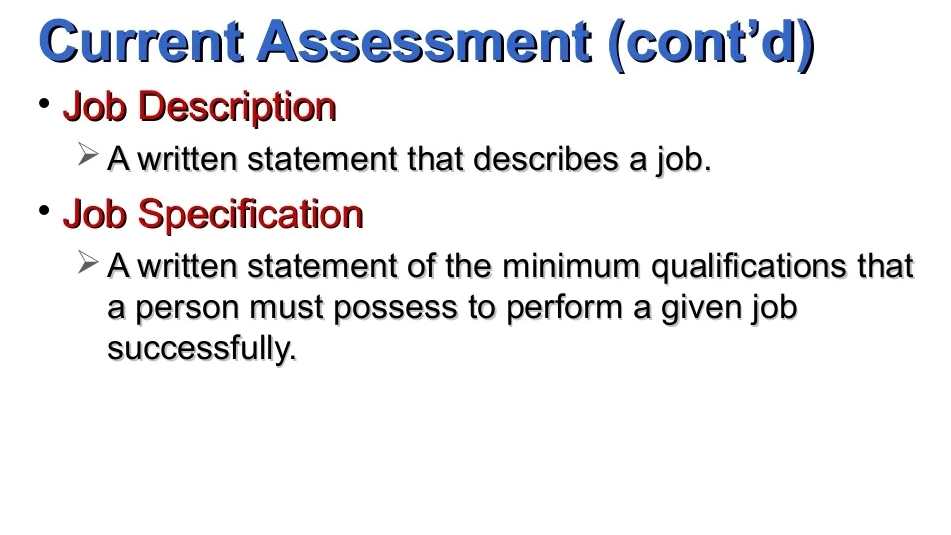 Current Assessment (cont’d)
• Job Description
➢ A written statement that describes a job.
• Job Specification
➢ A written statement of the minimum qualifications that
a person must possess to perform a given job
successfully.